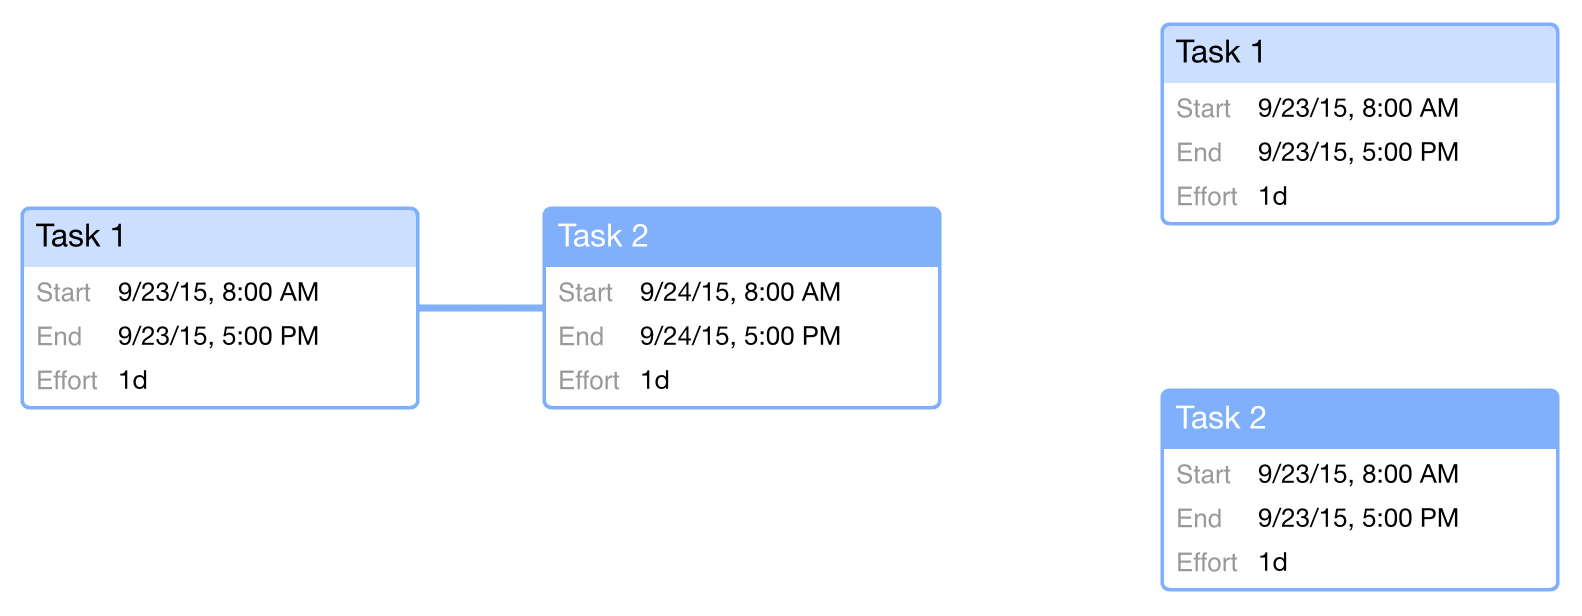 Task 1
Start 9/23/15, 8:00 AM
End 9/23/15, 5:00 PM
Effort 1d
Task 2
Start 9/24/15, 8:00 AM
End 9/24/15, 5:00 PM
Effort 1d
Task 1
Start 9/23/15, 8:00 AM
End 9/23/15, 5:00 PM
Effort 1d
Task 2
Start 9/23/15, 8:00 AM
End 9/23/15, 5:00 PM
Effort 1d